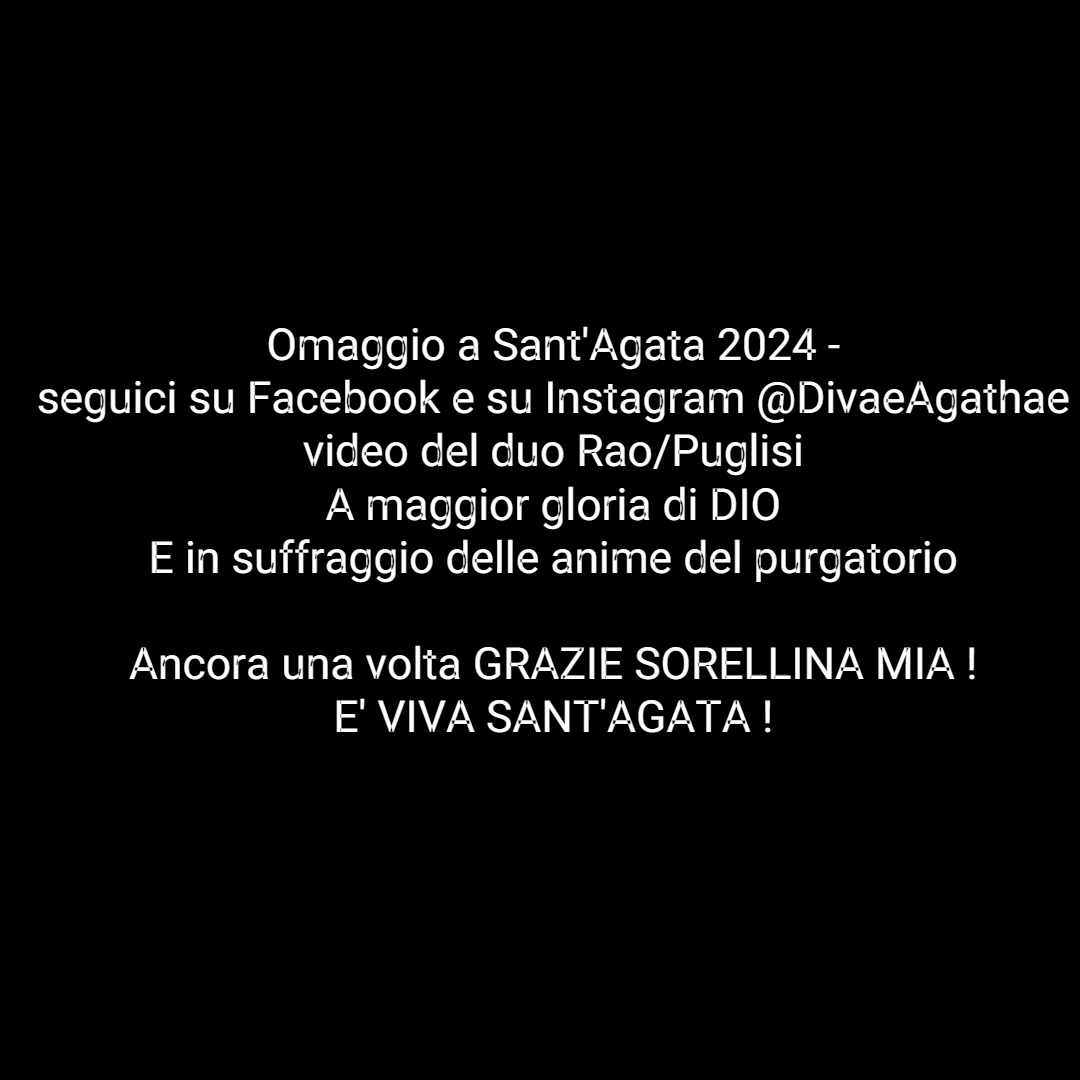 Omaggio a Sant'Agata 2024 -
seguici su Facebook e su Instagram @DivaeAgathae
video del duo Rao/Puglisi
A maggior gloria di DIO
E in suffraggio delle anime del purgatorio
Ancora una volta GRAZIE SORELLINA MIA !
E' VIVA SANT'AGATA !